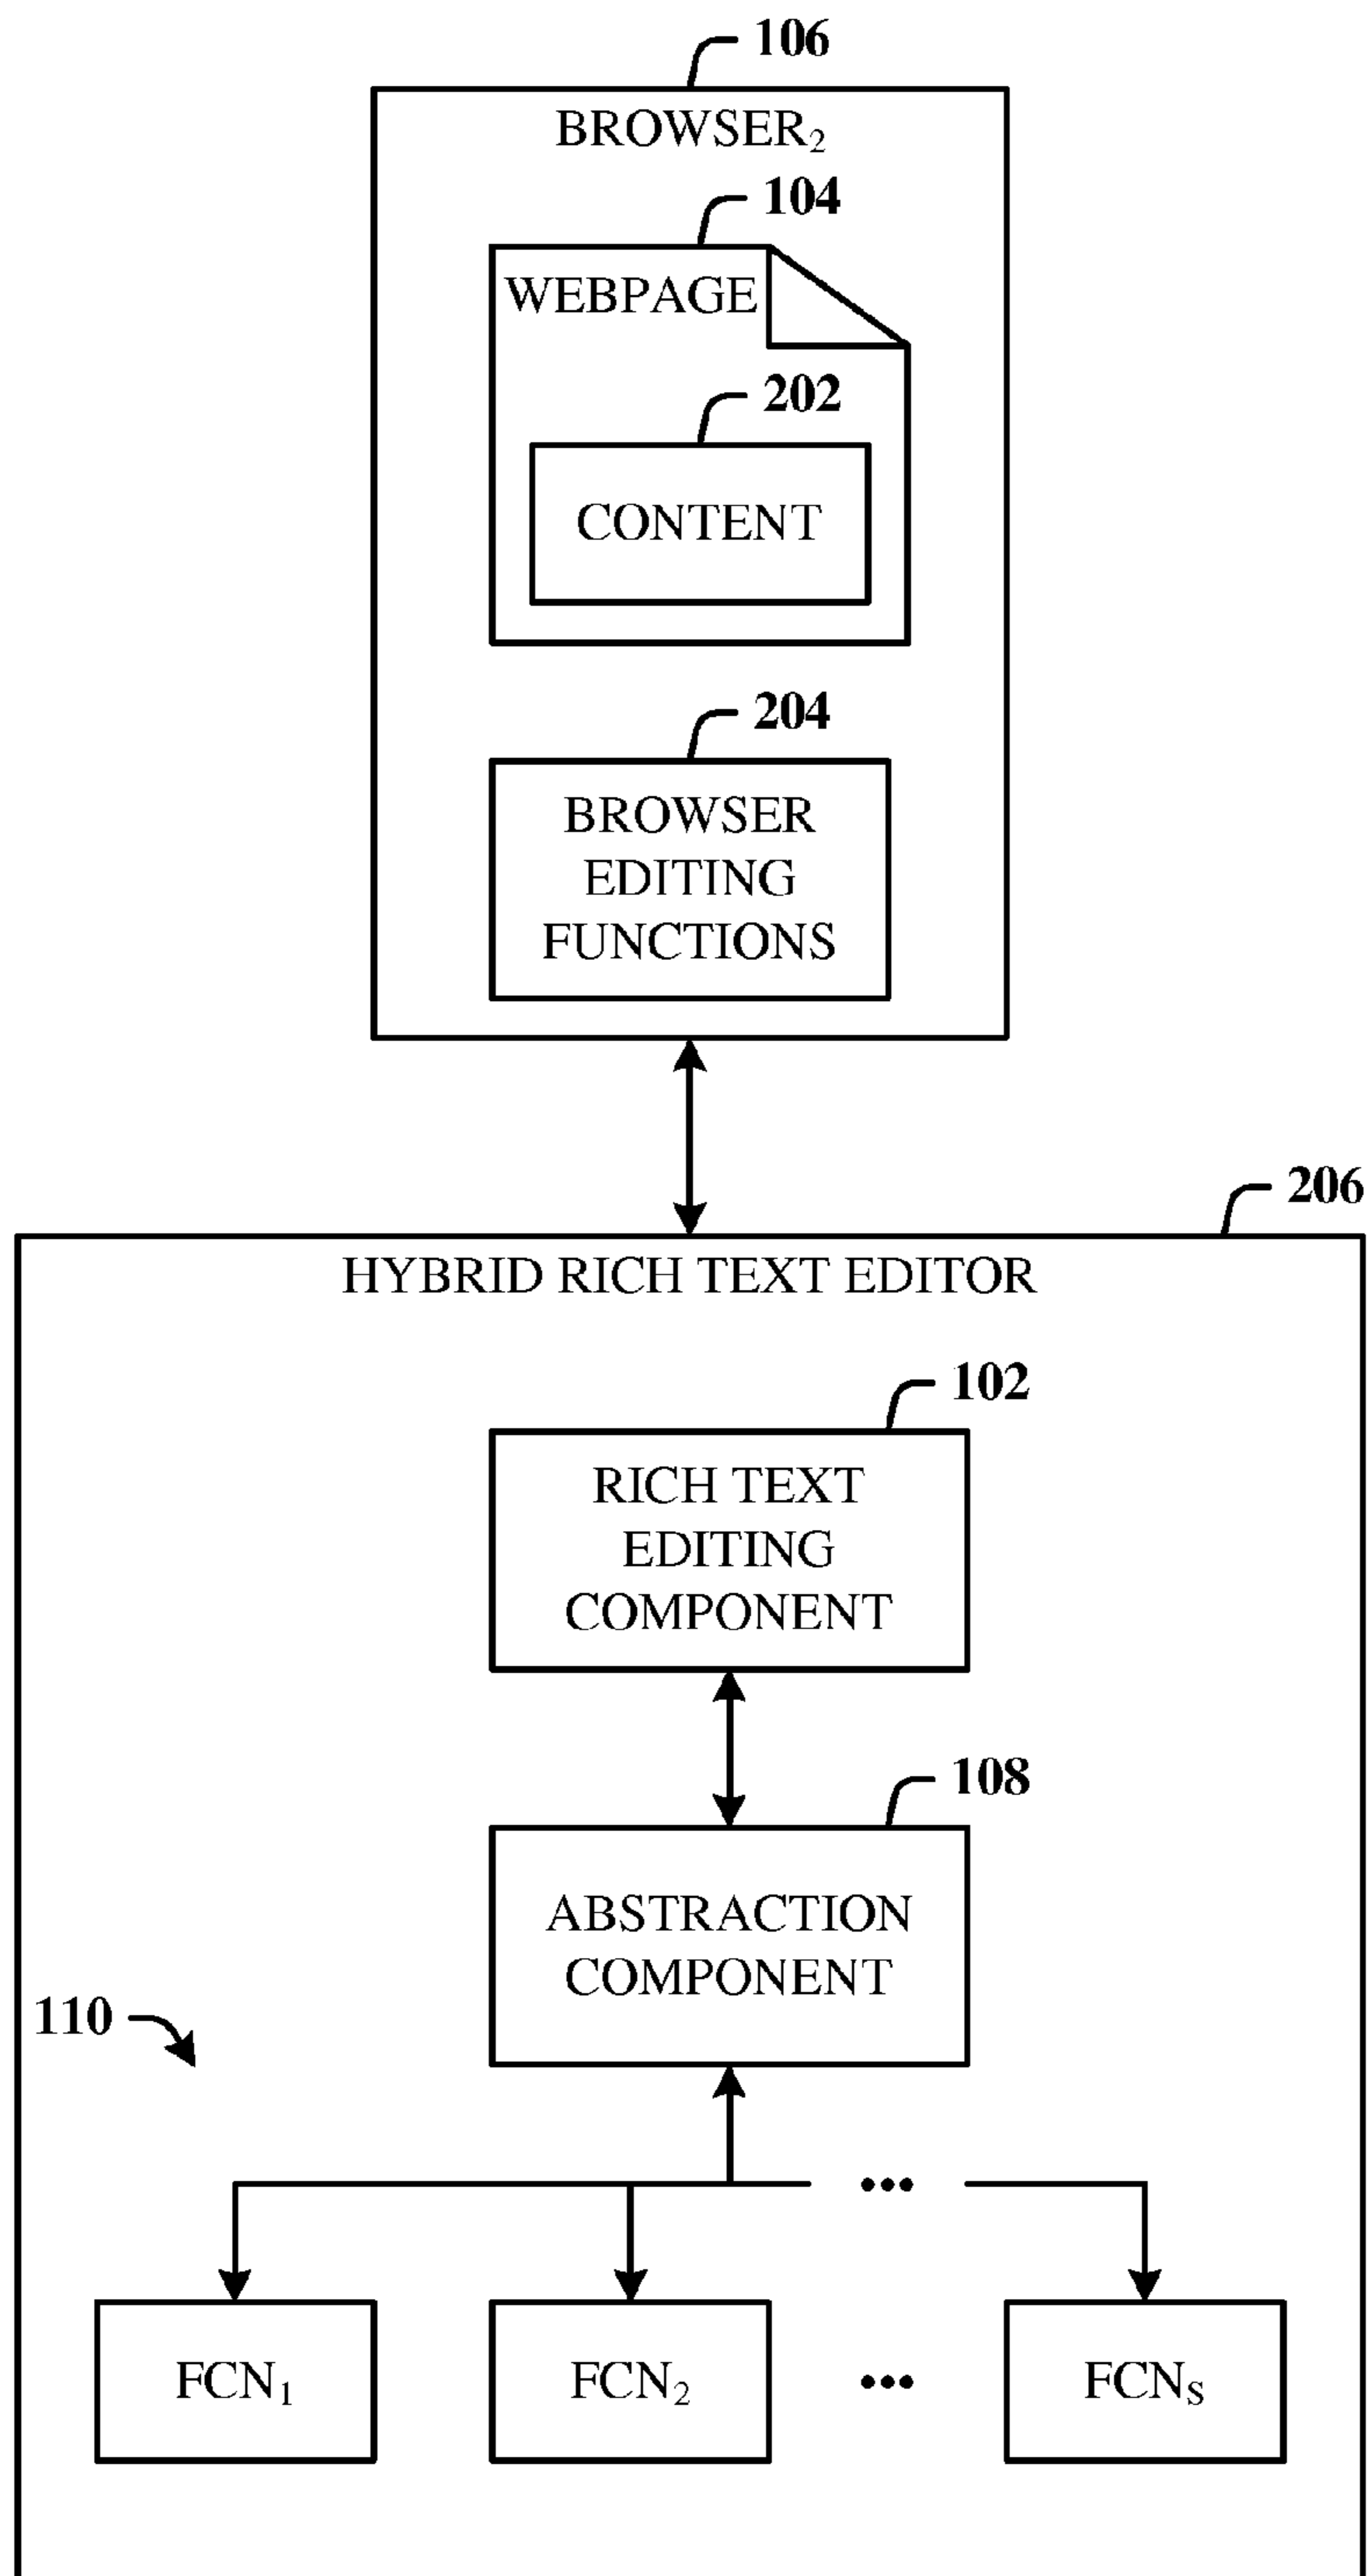 106
BROWSER₂
104
WEBPAGE
202
CONTENT
204
BROWSER
EDITING
FUNCTIONS
206
HYBRID RICH TEXT EDITOR
102
RICH TEXT
EDITING
COMPONENT
108
ABSTRACTION
COMPONENT
110
•••
FCN₁ FCN₂ ••• FCNₛ